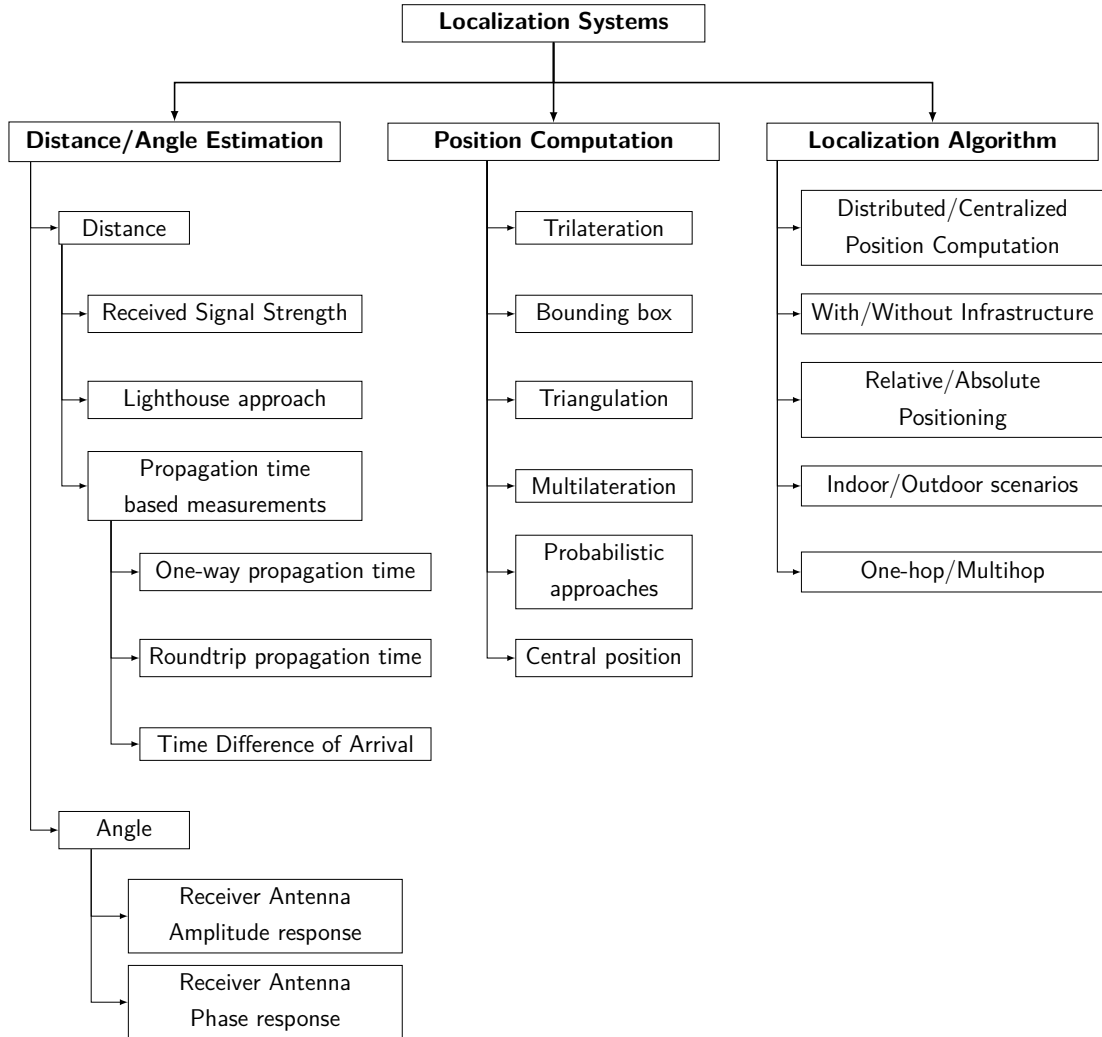 Localization Systems
Distance/Angle Estimation
Distance
Received Signal Strength
Lighthouse approach
Propagation time
based measurements
One-way propagation time
Roundtrip propagation time
Time Difference of Arrival
Angle
Receiver Antenna
Amplitude response
Receiver Antenna
Phase response
Position Computation
Trilateration
Bounding box
Triangulation
Multilateration
Probabilistic
approaches
Central position
Localization Algorithm
Distributed/Centralized
Position Computation
With/Without Infrastructure
Relative/Absolute
Positioning
Indoor/Outdoor scenarios
One-hop/Multihop